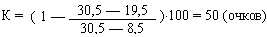 К = ( 1 — 30,5 — 19,5 / 30,5 — 8,5 )·100 = 50 (очков)